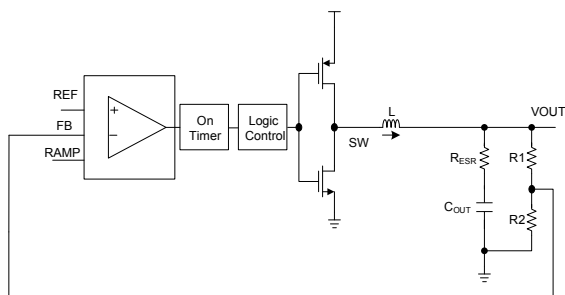 REF
+
FB
−
RAMP
On
Timer
Logic
Control
SW
L
VOUT
RESR
COUT
R1
R2